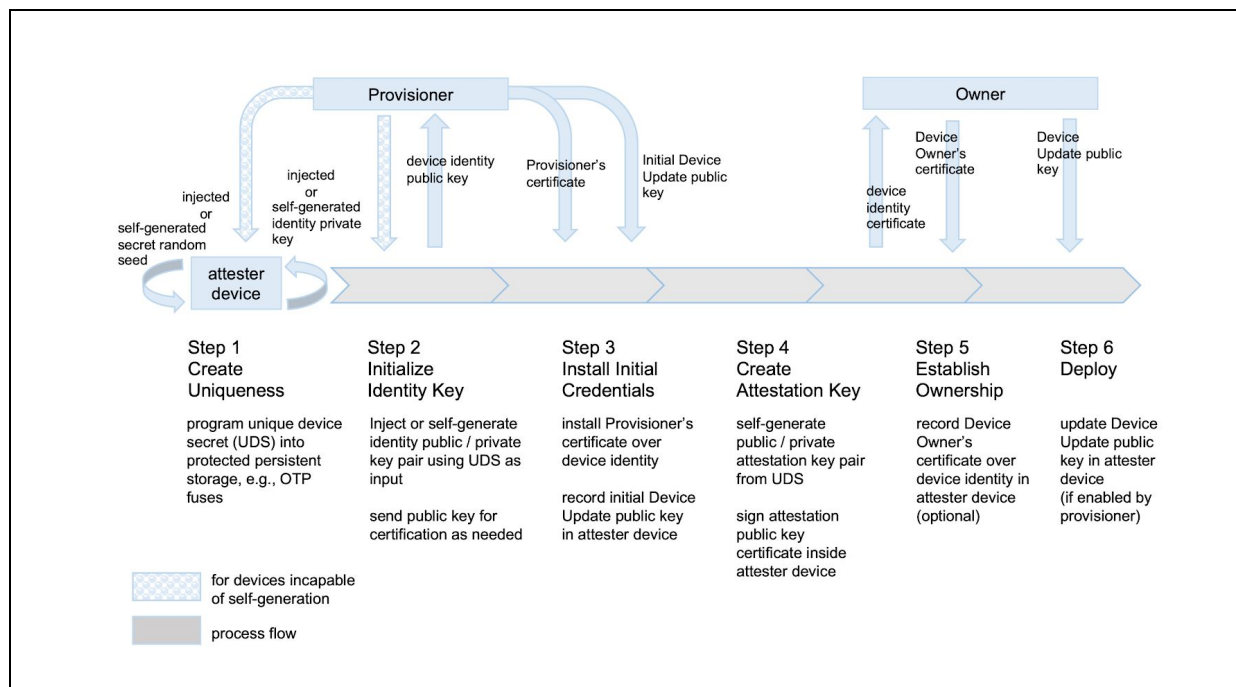 Provisioner
Owner
injected
or
self-generated
secret random
seed
injected
or
self-generated
identity private
key
device identity
public key
Provisioner's
certificate
Initial Device
Update public
key
device
identity
certificate
Device
Owner's
certificate
Device
Update public
key
attester
device
Step 1
Create
Uniqueness
program unique device
secret (UDS) into
protected persistent
storage, e.g., OTP
fuses
Step 2
Initialize
Identity Key
Inject or self-generate
identity public / private
key pair using UDS as
input
send public key for
certification as needed
Step 3
Install Initial
Credentials
install Provisioner's
certificate over
device identity
record initial Device
Update public key
in attester device
Step 4
Create
Attestation Key
self-generate
public / private
attestation key pair
from UDS
sign attestation
public key
certificate inside
attester device
Step 5
Establish
Ownership
record Device
Owner's
certificate over
device identity in
attester device
(optional)
Step 6
Deploy
update Device
Update public
key in attester
device
(if enabled by
provisioner)
for devices incapable
of self-generation
process flow